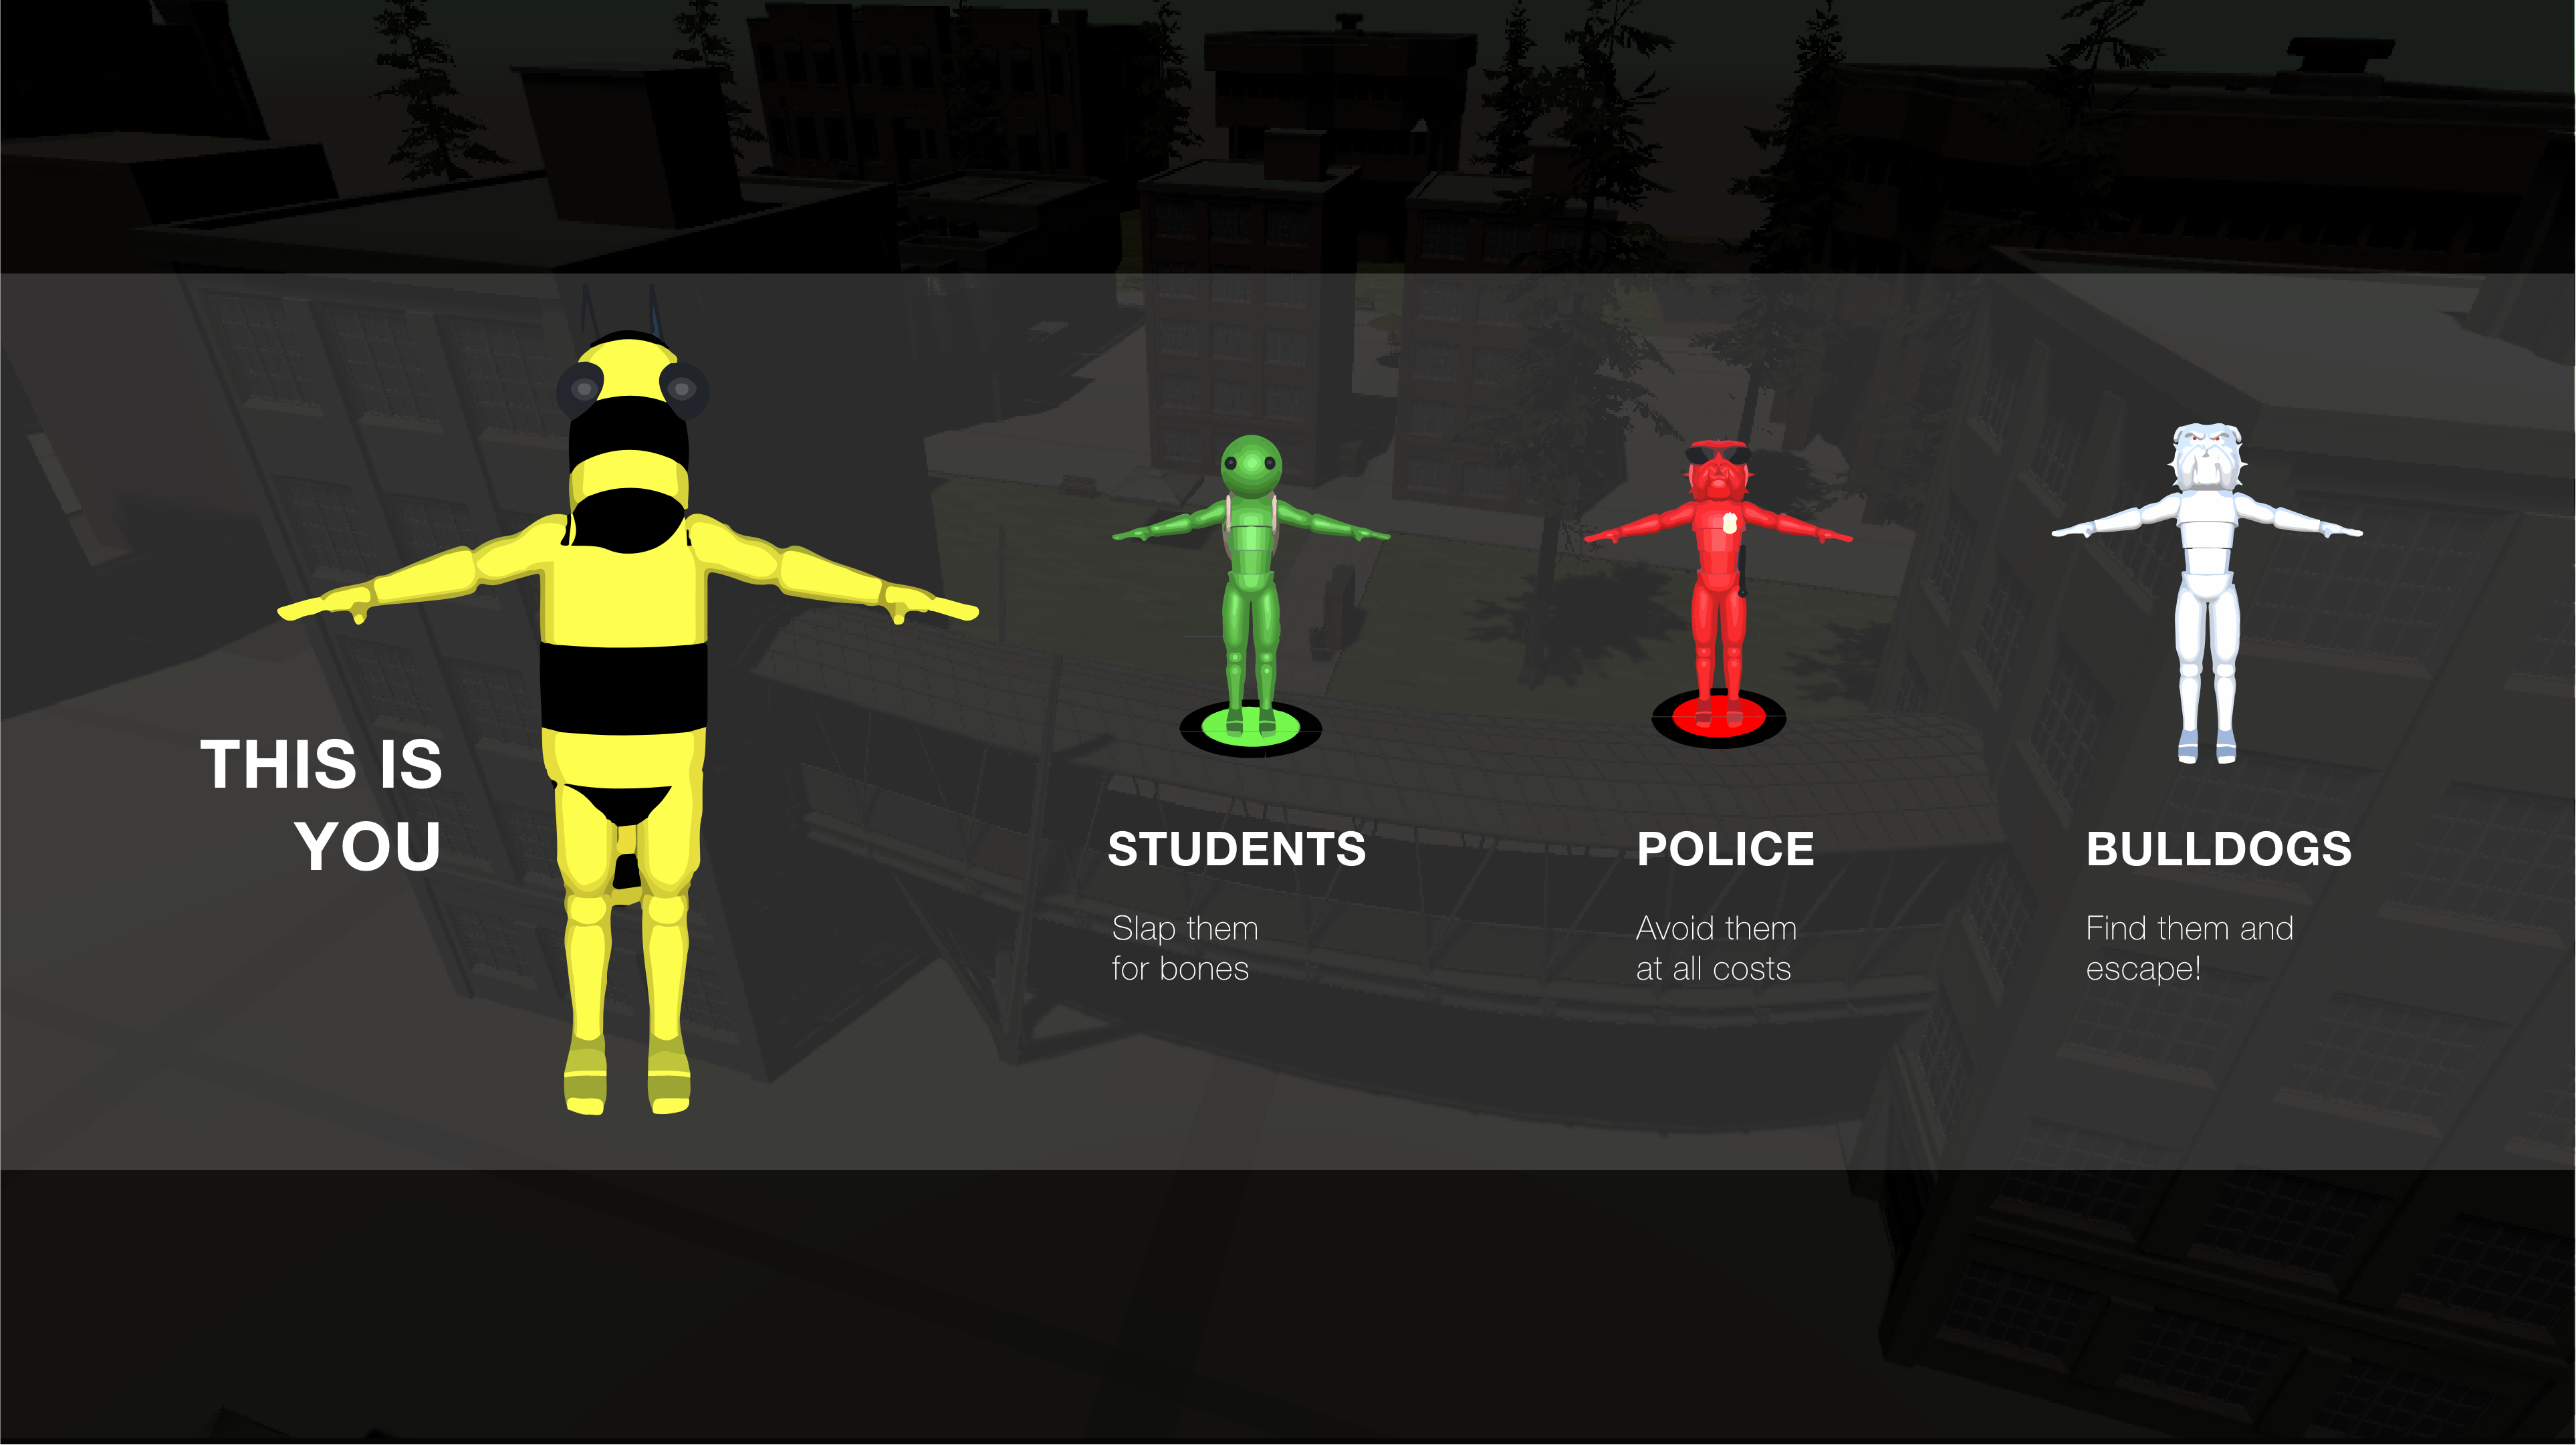 THIS IS
YOU
STUDENTS
Slap them
for bones
POLICE
Avoid them
at all costs
BULLDOGS
Find them and
escape!